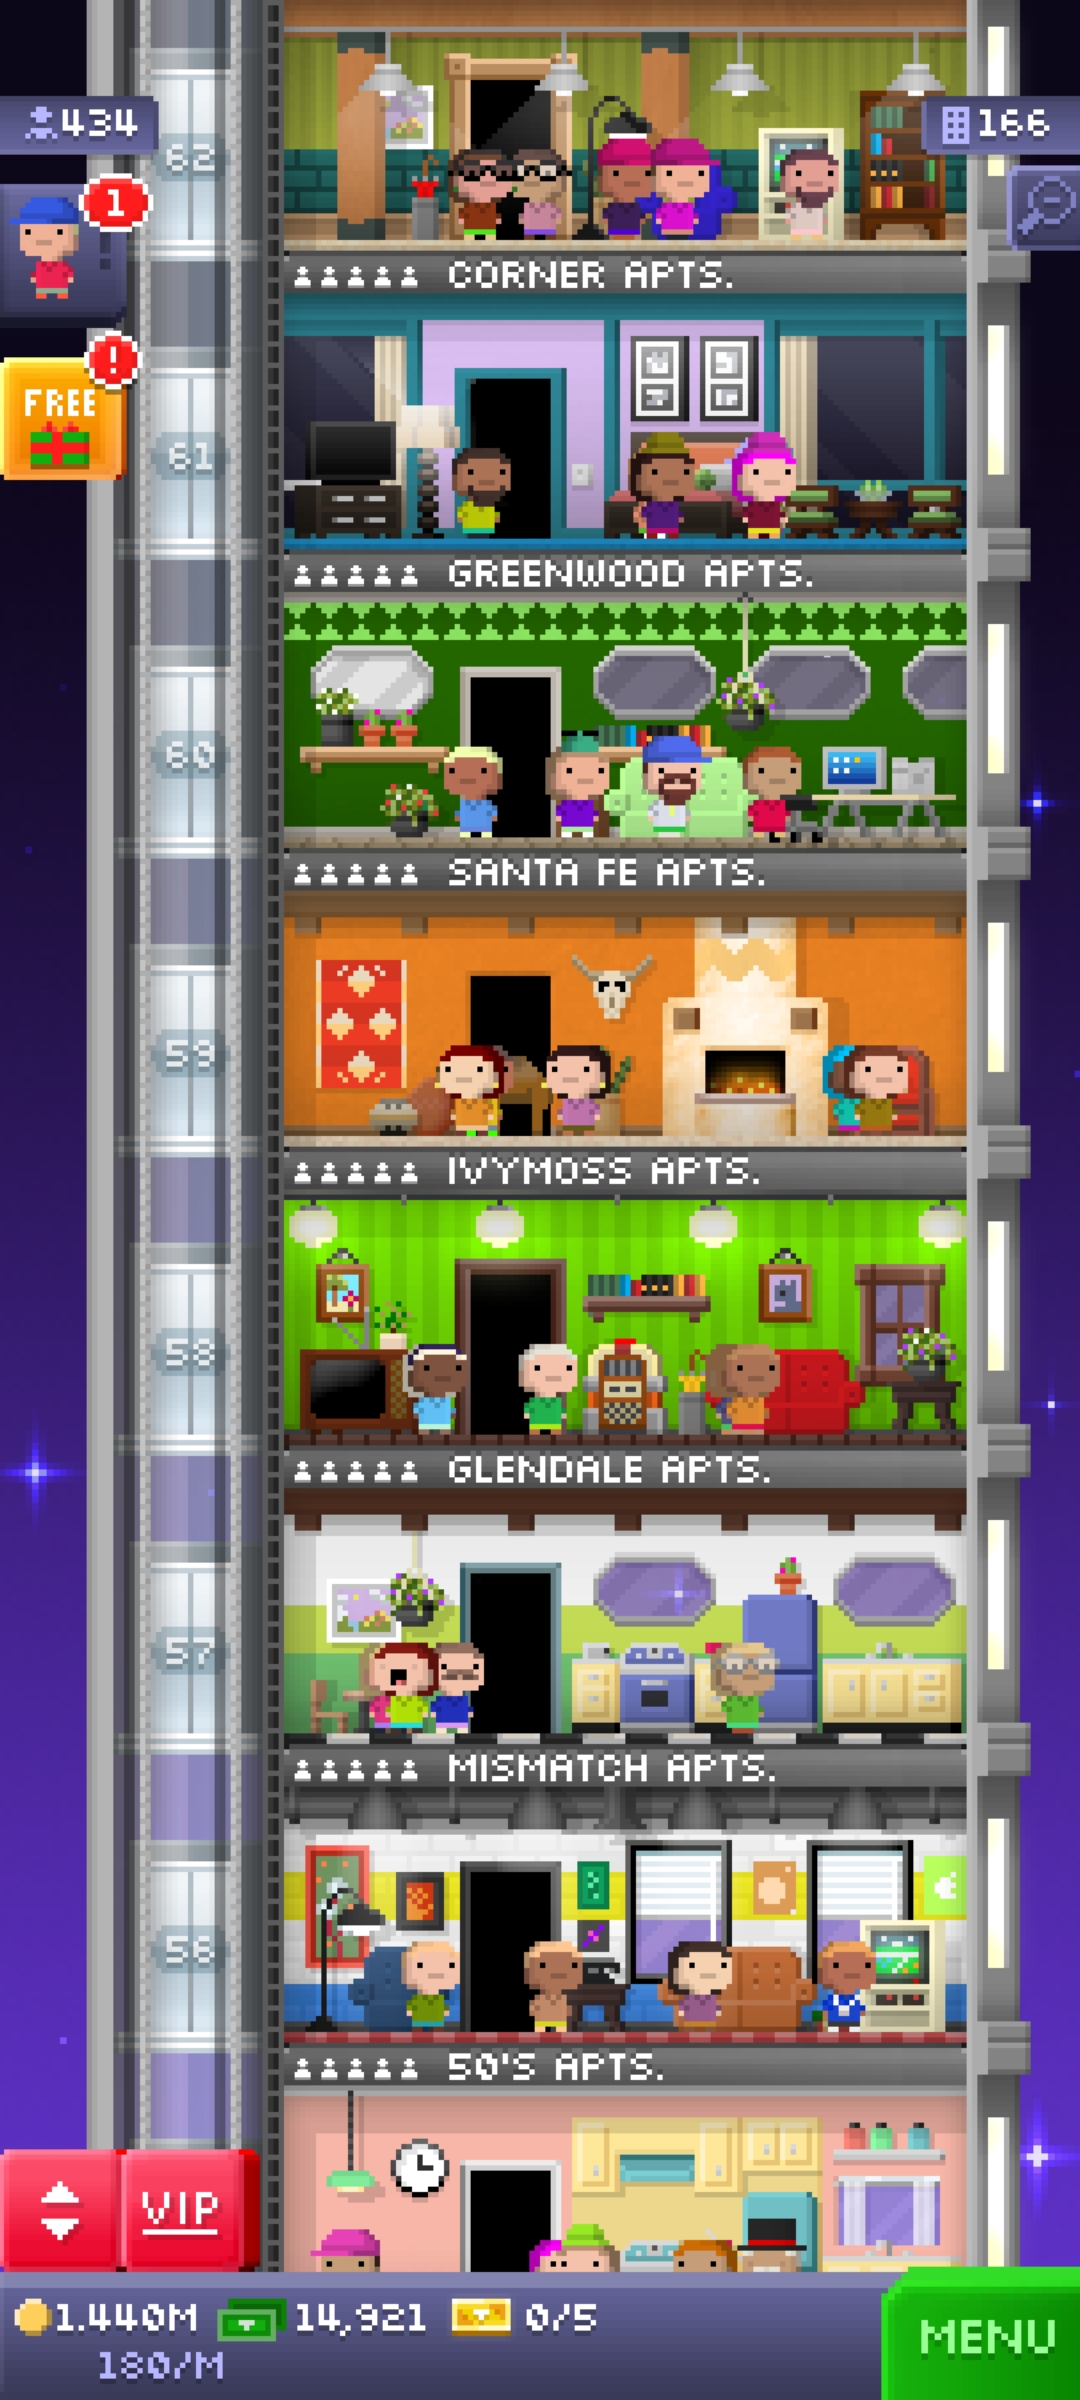 434
166
62
1
CORNER APTS.
!
FREE
61
GREENWOOD APTS.
60
SANTA FE APTS.
59
IVYMOSS APTS.
58
GLENDALE APTS.
57
MISMATCH APTS.
56
50'S APTS.
VIP
1.440M 14,921 0/5
180/M
MENU